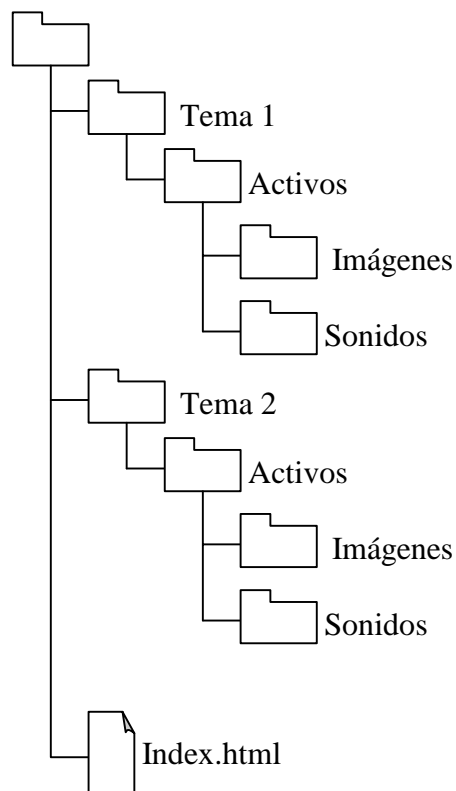 Tema 1
Activos
Imágenes
Sonidos
Tema 2
Activos
Imágenes
Sonidos
Index.html